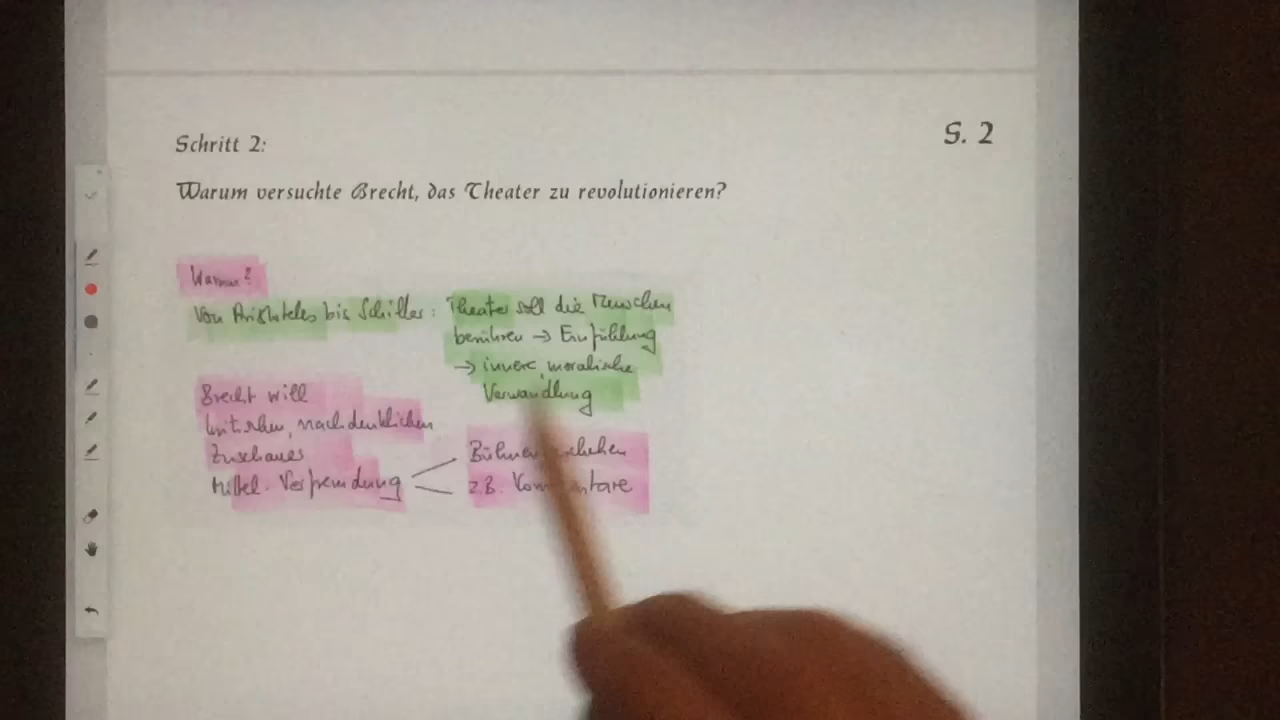 S. 2
Schritt 2:
Warum versuchte Brecht, das Theater zu revolutionieren?
Warum?
Von Aristoteles bis Schiller: Theater soll die Menschen
berühren → Einfühlung
→ innere, moralische
Verwandlung
Brecht will
kritischen, nachdenklichen
Zuschauer
Mittel: Verfremdung
z.B.